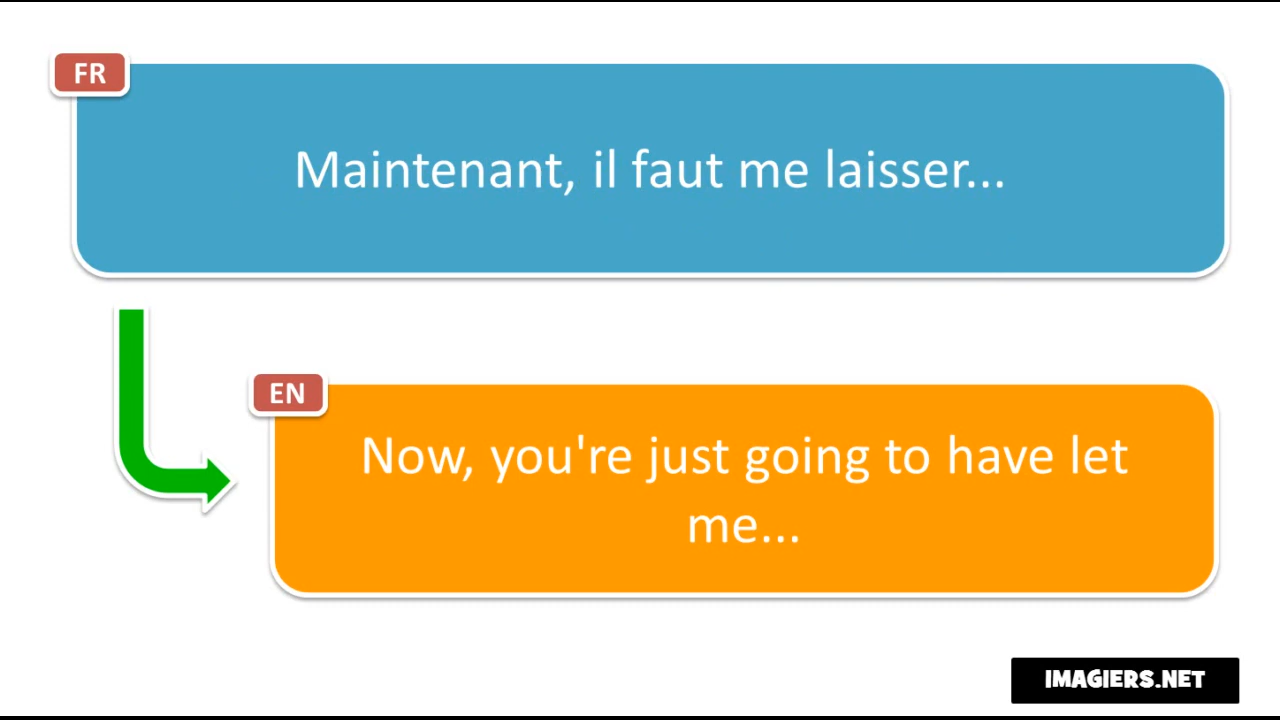 FR
Maintenant, il faut me laisser...
EN
Now, you're just going to have let
me...
IMAGIERS.NET